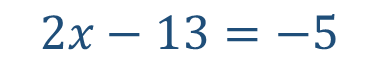 2x − 13 = −5